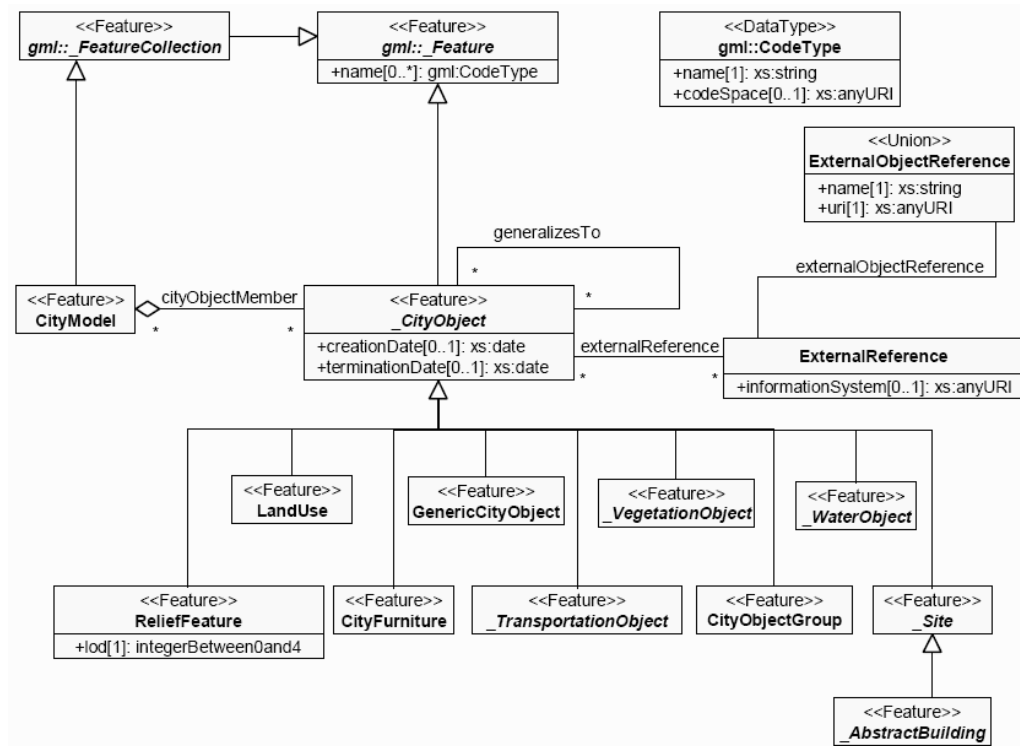 <<Feature>>
gml::_FeatureCollection
<<Feature>>
gml::_Feature
+name[0..*]: gml:CodeType
<<DataType>>
gml::CodeType
+name[1]: xs:string
+codeSpace[0..1]: xs:anyURI
<<Union>>
ExternalObjectReference
+name[1]: xs:string
+uri[1]: xs:anyURI
generalizesTo
*
*
externalObjectReference
<<Feature>>
CityModel
cityObjectMember
*
*
<<Feature>>
_CityObject
+creationDate[0..1]: xs:date
+terminationDate[0..1]: xs:date
externalReference
*
*
ExternalReference
+informationSystem[0..1]: xs:anyURI
<<Feature>>
LandUse
<<Feature>>
GenericCityObject
<<Feature>>
_VegetationObject
<<Feature>>
_WaterObject
<<Feature>>
ReliefFeature
+lod[1]: integerBetween0and4
<<Feature>>
CityFurniture
<<Feature>>
_TransportationObject
<<Feature>>
CityObjectGroup
<<Feature>>
_Site
<<Feature>>
_AbstractBuilding